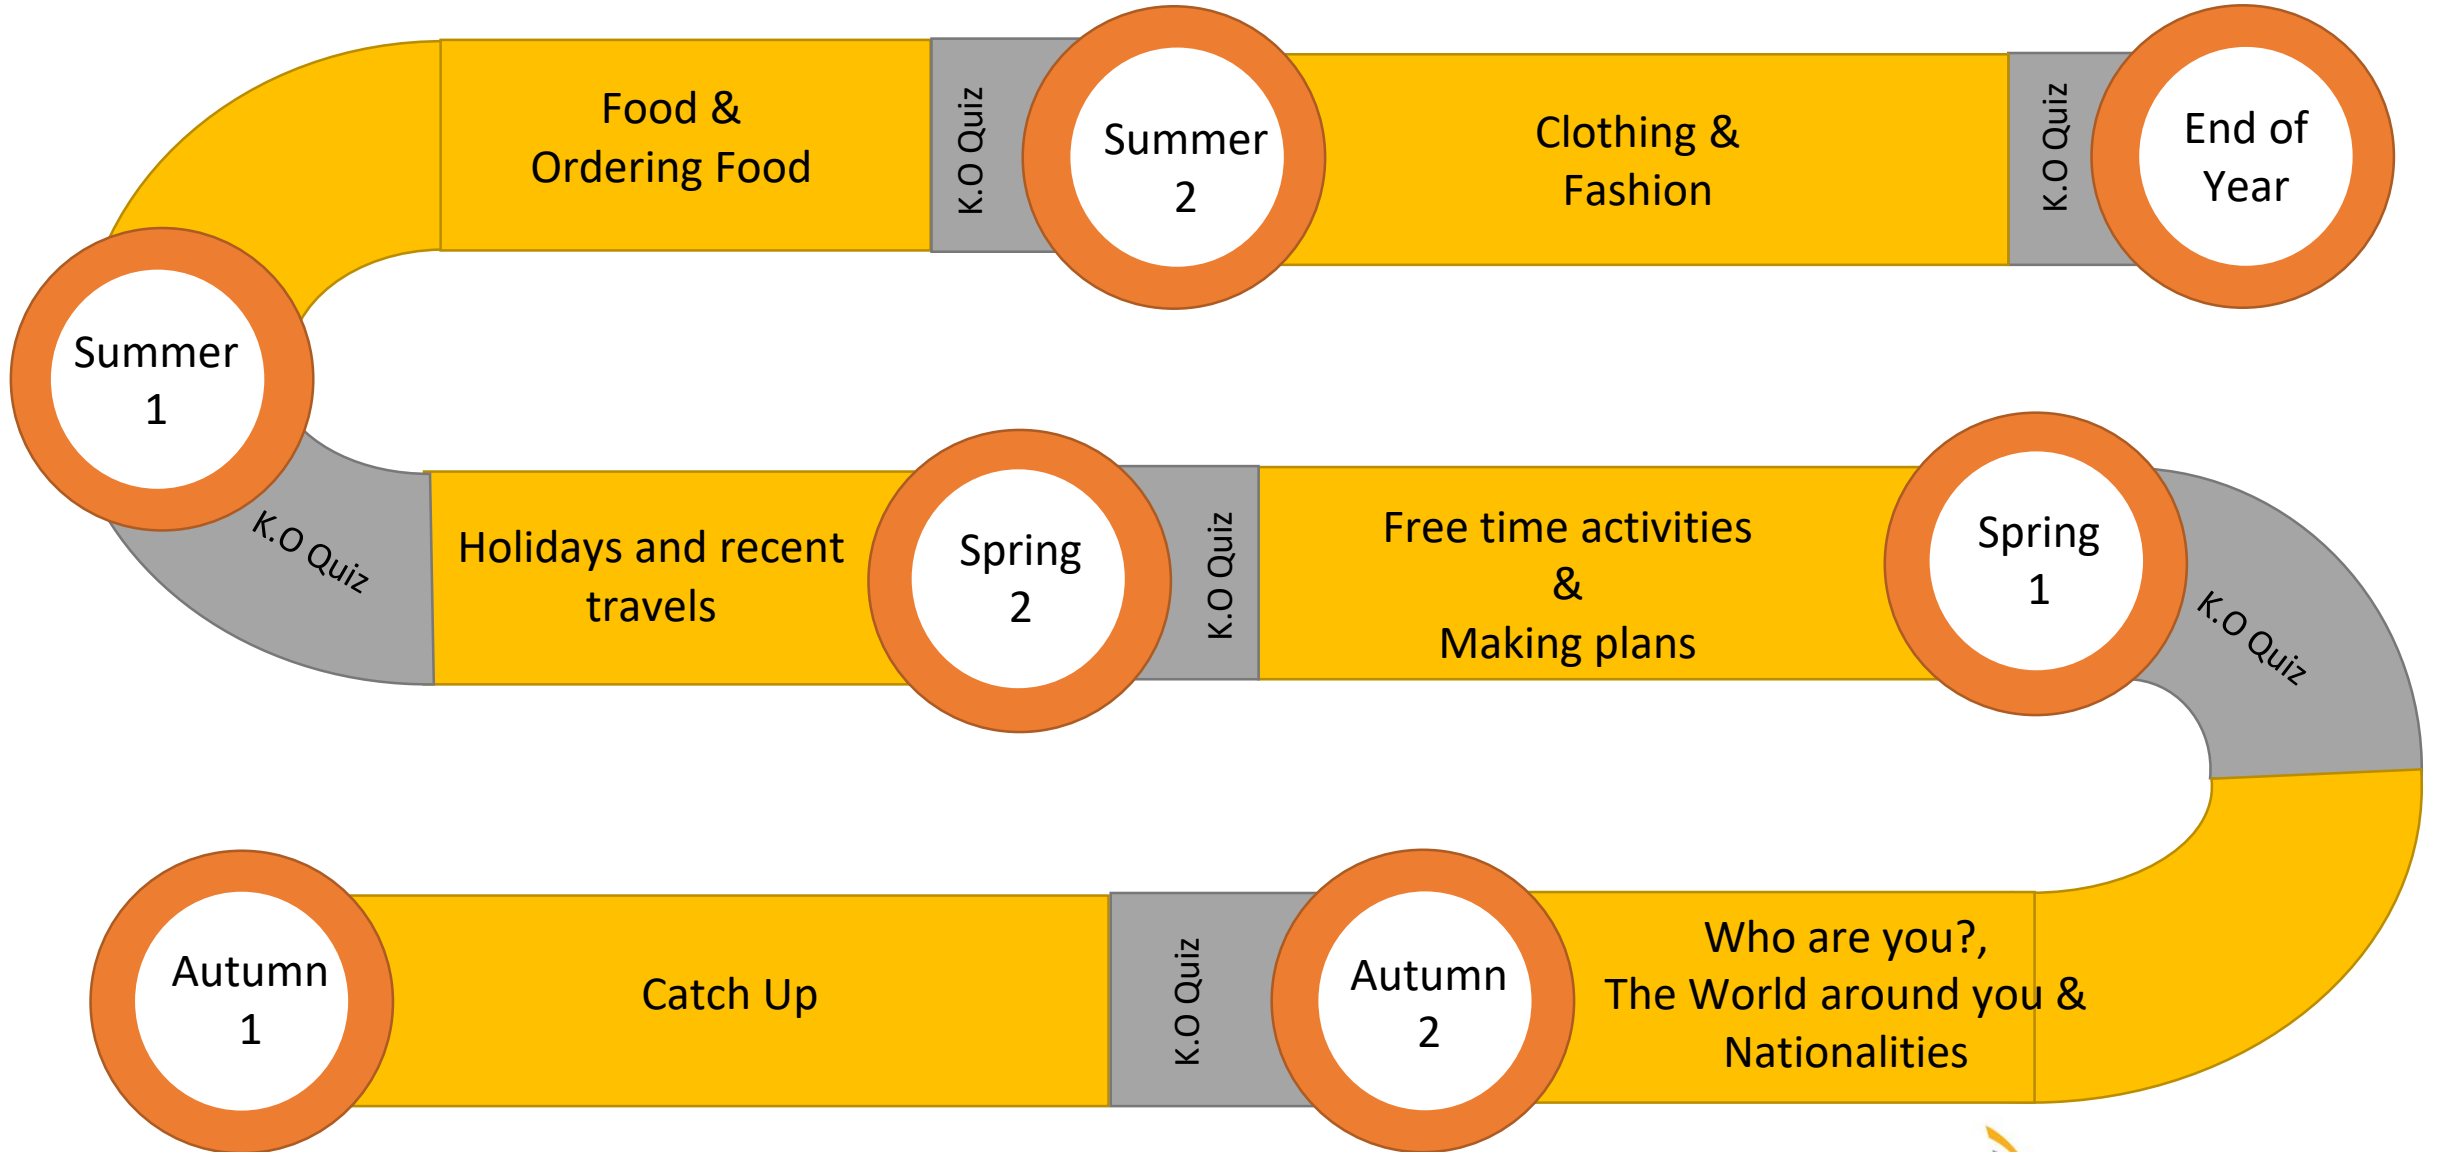 Food &
Ordering Food
K.O Quiz
Summer
2
Clothing &
Fashion
K.O Quiz
End of
Year
Summer
1
K.O Quiz
Holidays and recent
travels
Spring
2
K.O Quiz
Free time activities
&
Making plans
Spring
1
K.O Quiz
Autumn
1
Catch Up
K.O Quiz
Autumn
2
Who are you?,
The World around you &
Nationalities